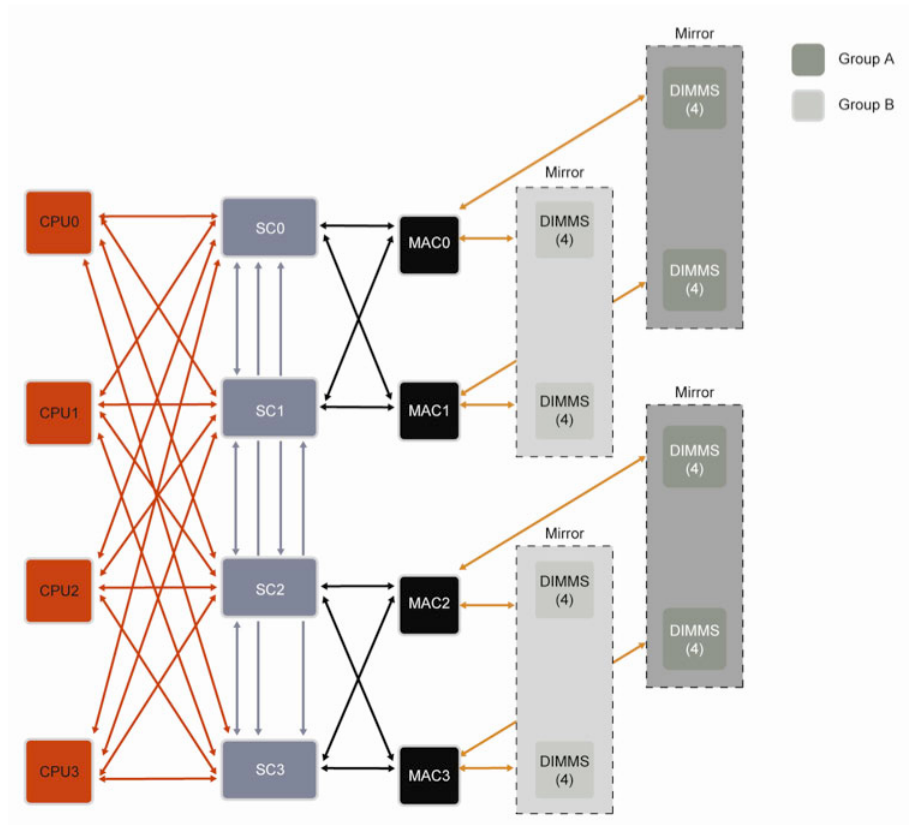 Mirror
Group A
DIMMS
(4)
Group B
Mirror
CPU0
SC0
DIMMS
(4)
MAC0
DIMMS
(4)
CPU1
SC1
MAC1
DIMMS
(4)
Mirror
DIMMS
(4)
Mirror
CPU2
SC2
MAC2
DIMMS
(4)
DIMMS
(4)
CPU3
SC3
MAC3
DIMMS
(4)